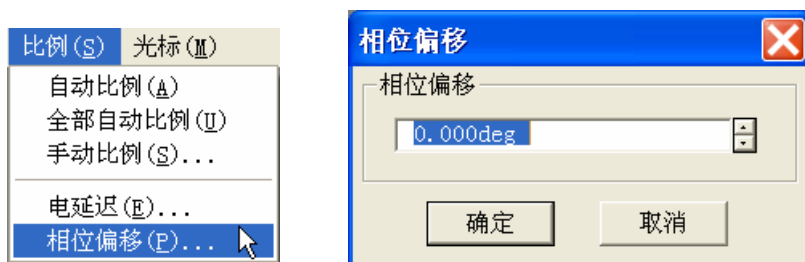 比例(S) 光标(M)
自动比例(A)
全部自动比例(U)
手动比例(S)...
电延迟(E)...
相位偏移(P)...
相位偏移
相位偏移
0.000deg
确定 取消